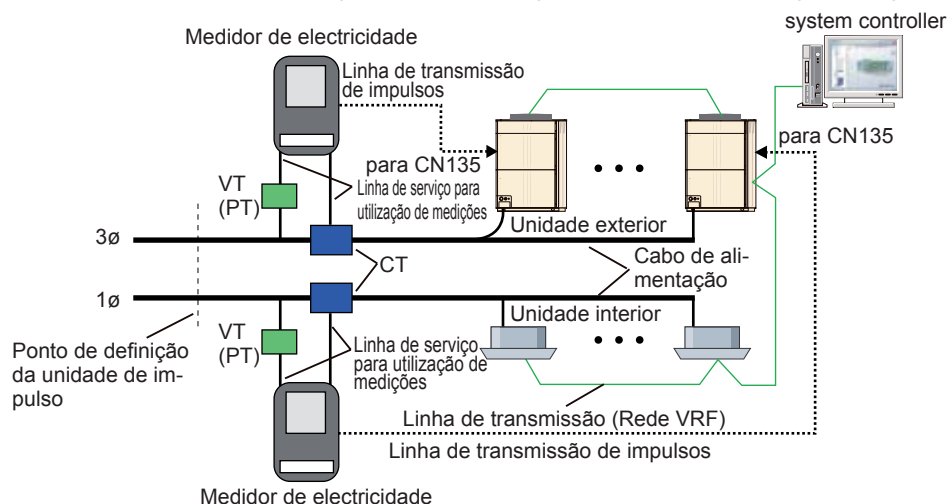 system controller
Medidor de electricidade
Linha de transmissão
de impulsos
para CN135
para CN135
VT
(PT)
Linha de serviço para
utilização de medições
Unidade exterior
3ø
CT
Cabo de ali-
mentação
1ø
Unidade interior
VT
(PT)
Linha de serviço
para utilização de
medições
Ponto de definição
da unidade de im-
pulso
Linha de transmissão (Rede VRF)
Linha de transmissão de impulsos
Medidor de electricidade